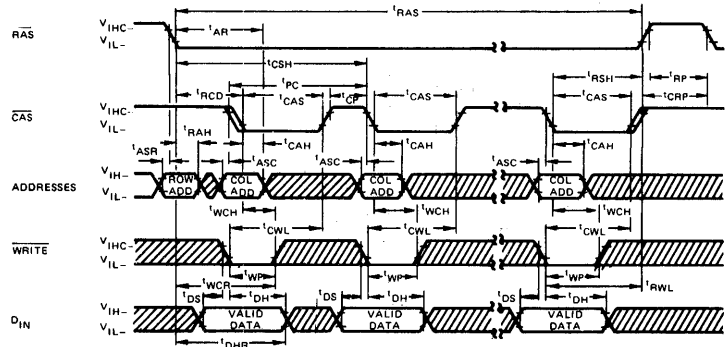 tRAS
RAS VIHC– VIL– tAR
tCSH
tPC
tRCD tCAS tCP tCAS tRSH tRP
tCAS tCRP
CAS VIHC– VIL–
tRAH tCAH tCAH tCAH
tASR tASC tASC tASC
ADDRESSES VIH– VIL– ROW ADD COL ADD COL ADD COL ADD
tWCH tWCH tWCH
tCWL tCWL tCWL
WRITE VIHC– VIL–
tWP tWP tWP
tWCR tRWL
tDS tDH tDS tDH tDS tDH
DIN VIH– VIL– VALID DATA VALID DATA VALID DATA
tDHR